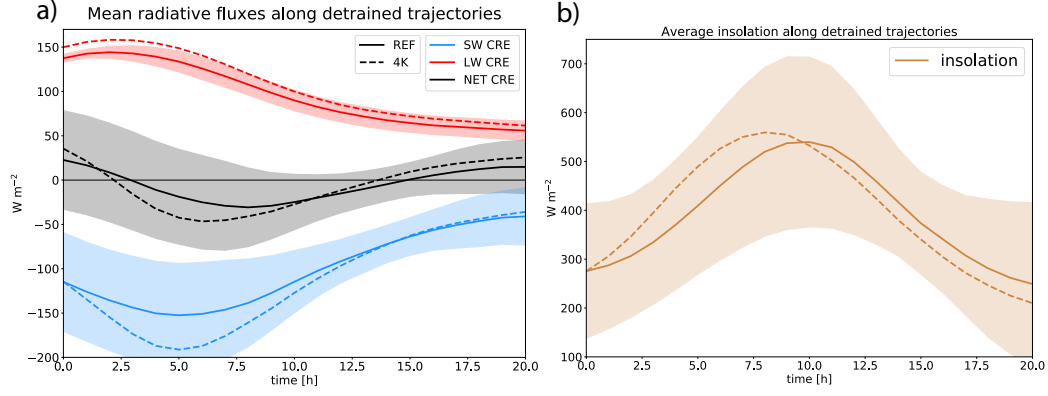 a)
Mean radiative fluxes along detrained trajectories
REF
4K
SW CRE
LW CRE
NET CRE
150
100
50
0
−50
−100
−150
−200
W m−2
0.0 2.5 5.0 7.5 10.0 12.5 15.0 17.5 20.0
time [h]
b)
Average insolation along detrained trajectories
insolation
700
600
500
400
300
200
100
W m−2
0.0 2.5 5.0 7.5 10.0 12.5 15.0 17.5 20.0
time [h]